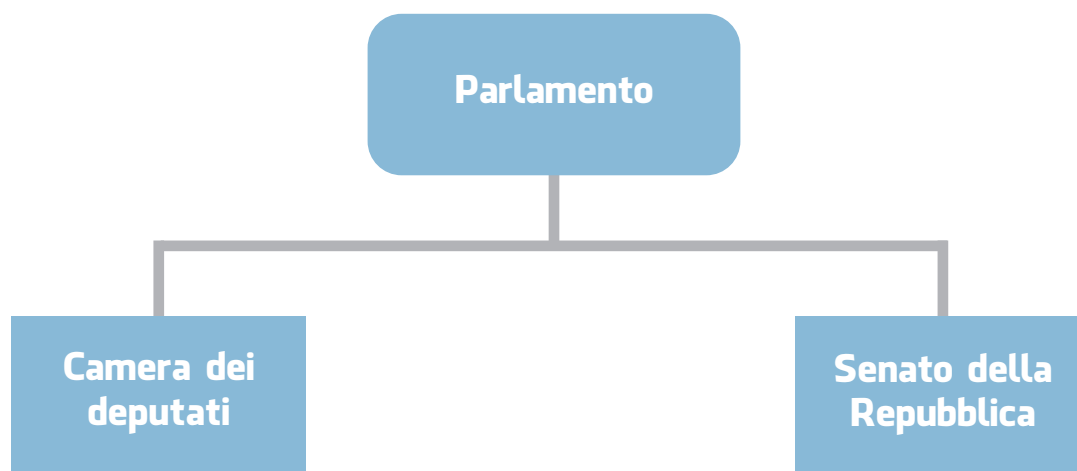 Parlamento
Camera dei
deputati
Senato della
Repubblica